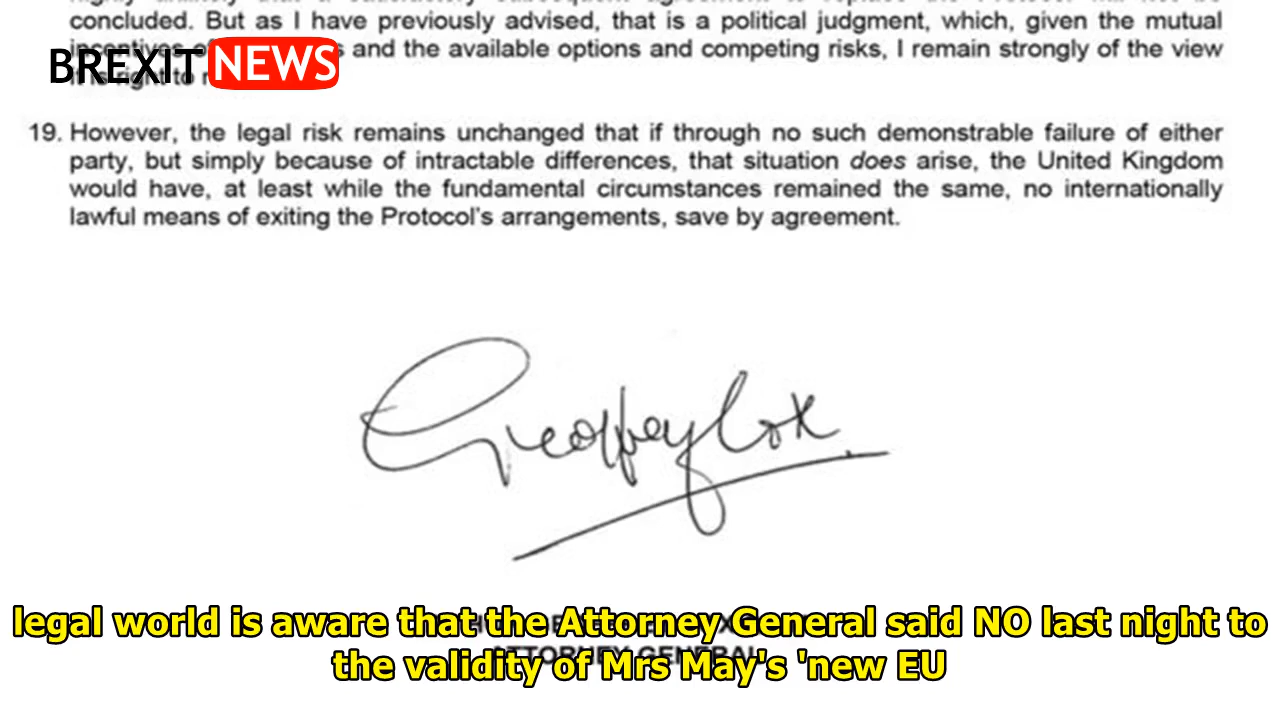 concluded. But as I have previously advised, that is a political judgment, which, given the mutual
BREXIT NEWS
and the available options and competing risks, I remain strongly of the view
19. However, the legal risk remains unchanged that if through no such demonstrable failure of either
party, but simply because of intractable differences, that situation does arise, the United Kingdom
would have, at least while the fundamental circumstances remained the same, no internationally
lawful means of exiting the Protocol's arrangements, save by agreement.
Geoffrey Cox
legal world is aware that the Attorney General said NO last night to
the validity of Mrs May's 'new EU
ATTORNEY GENERAL